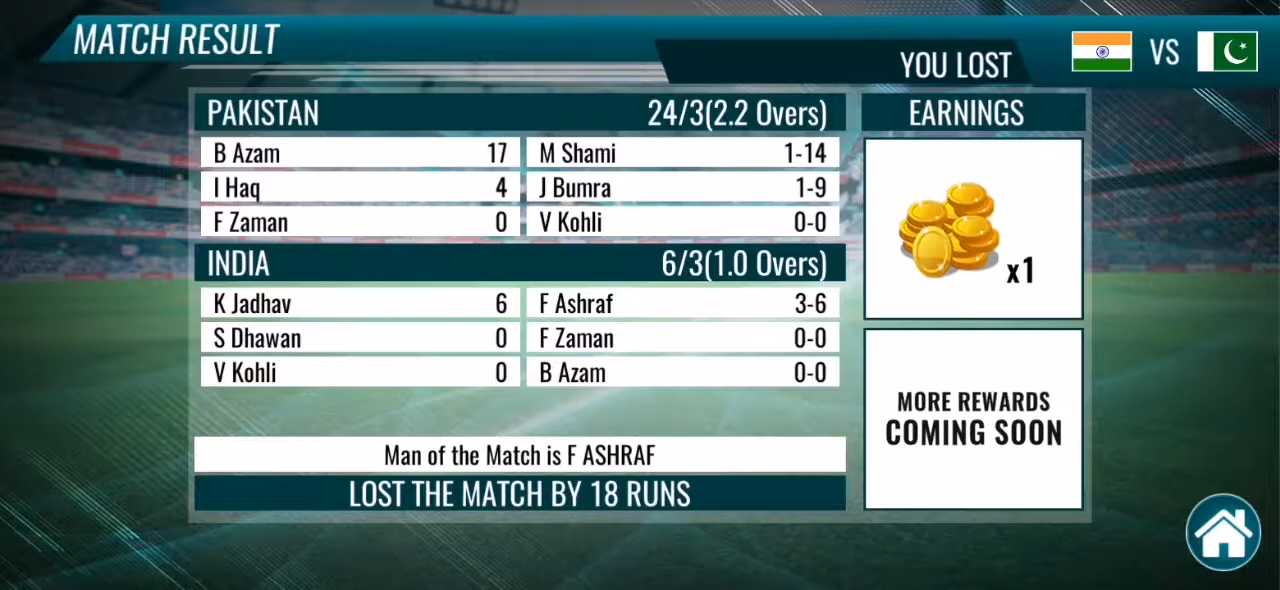 MATCH RESULT
YOU LOST
VS
PAKISTAN 24/3(2.2 Overs)
B Azam 17 M Shami 1-14
I Haq 4 J Bumra 1-9
F Zaman 0 V Kohli 0-0
INDIA 6/3(1.0 Overs)
K Jadhav 6 F Ashraf 3-6
S Dhawan 0 F Zaman 0-0
V Kohli 0 B Azam 0-0
Man of the Match is F ASHRAF
LOST THE MATCH BY 18 RUNS
EARNINGS
x1
MORE REWARDS
COMING SOON